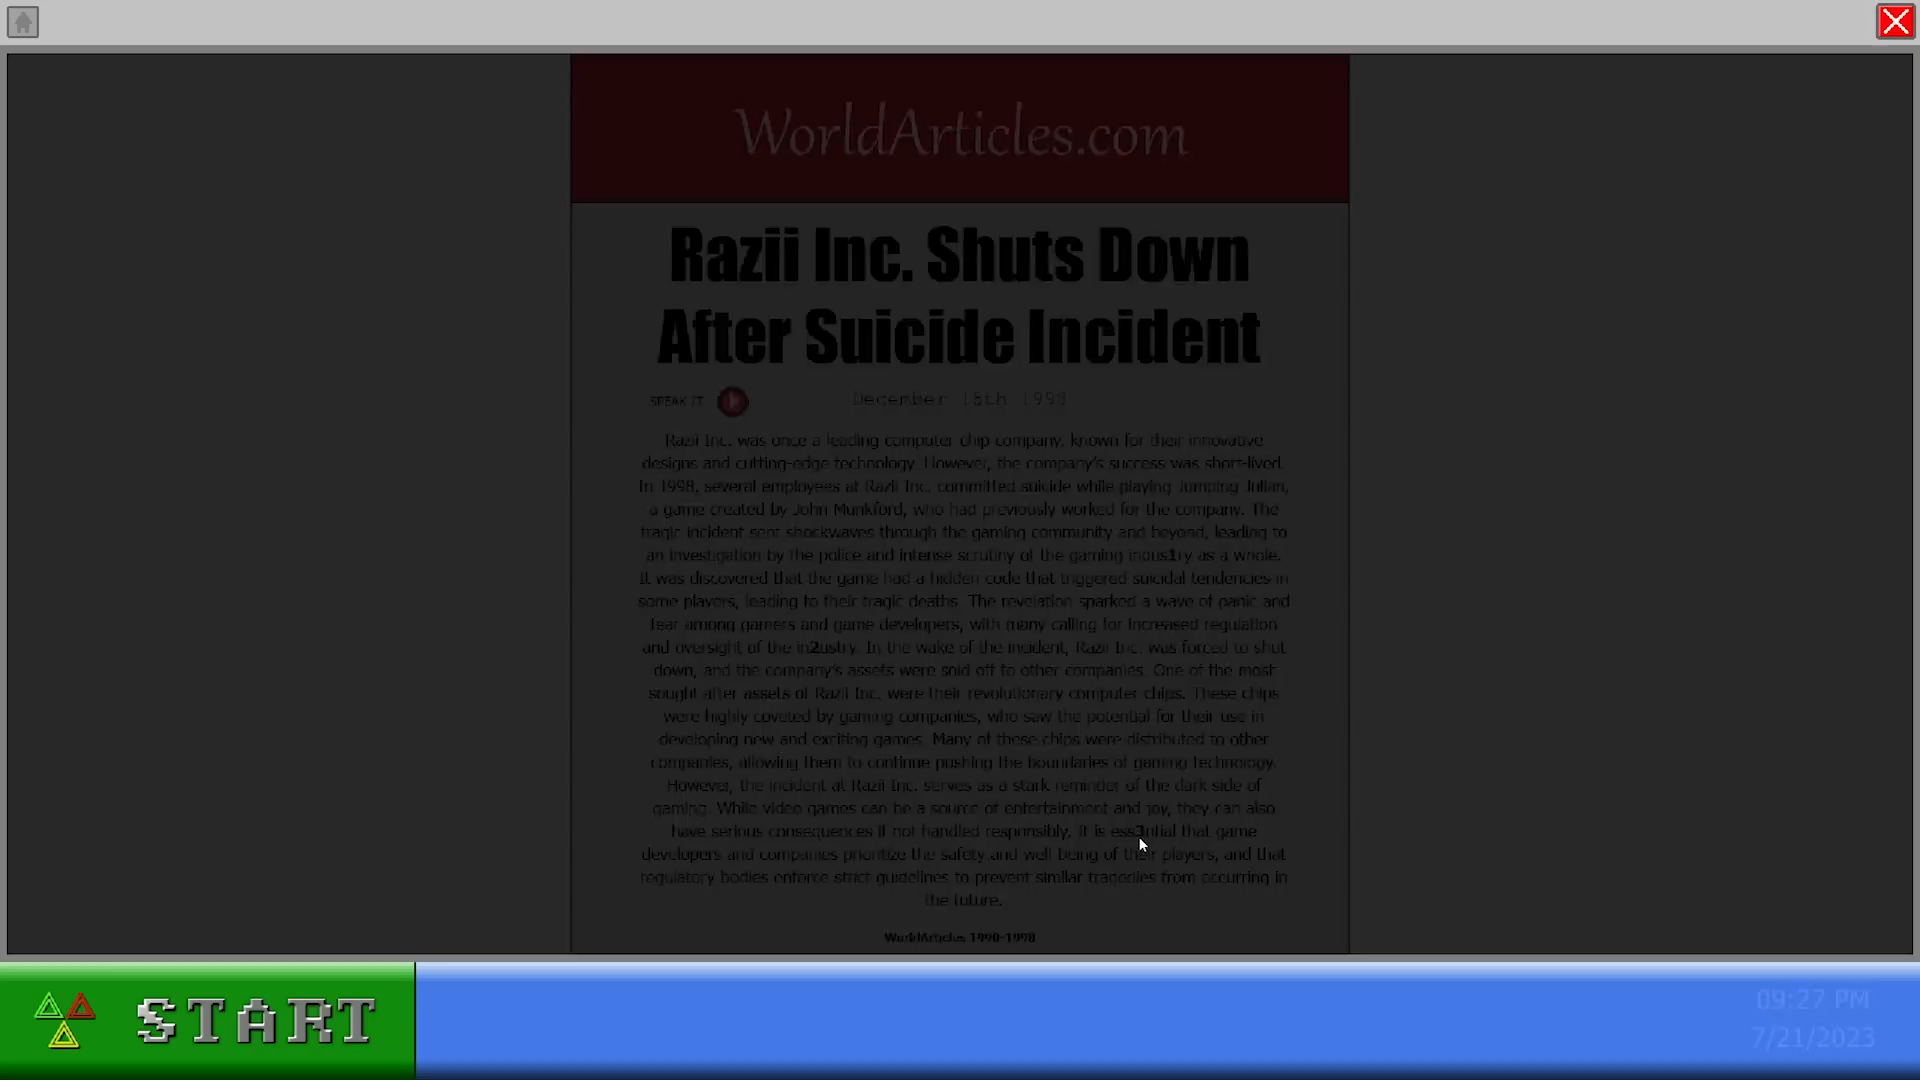 WorldArticles.com
Razii Inc. Shuts Down
After Suicide Incident
SPEAK IT
December 15th 1998
Razii Inc. was once a leading computer chip company, known for their innovative
designs and cutting-edge technology. However, the company's success was short-lived.
In 1998, several employees at Razii Inc. committed suicide while playing Jumping Julian,
a game created by John Munkford, who had previously worked for the company. The
tragic incident sent shockwaves through the gaming community and beyond, leading to
an investigation by the police and intense scrutiny of the gaming indus1ry as a whole.
It was discovered that the game had a hidden code that triggered suicidal tendencies in
some players, leading to their tragic deaths. The revelation sparked a wave of panic and
fear among gamers and game developers, with many calling for increased regulation
and oversight of the in2ustry. In the wake of the incident, Razii Inc. was forced to shut
down, and the company's assets were sold off to other companies. One of the most
sought after assets of Razii Inc. were their revolutionary computer chips. These chips
were highly coveted by gaming companies, who saw the potential for their use in
developing new and exciting games. Many of these chips were distributed to other
companies, allowing them to continue pushing the boundaries of gaming technology.
However, the incident at Razii Inc. serves as a stark reminder of the dark side of
gaming. While video games can be a source of entertainment and joy, they can also
have serious consequences if not handled responsibly. It is ess3ntial that game
developers and companies prioritize the safety and well being of their players, and that
regulatory bodies enforce strict guidelines to prevent similar tragedies from occurring in
the future.
WorldArticles 1990-1998
START
09:27 PM
7/21/2023